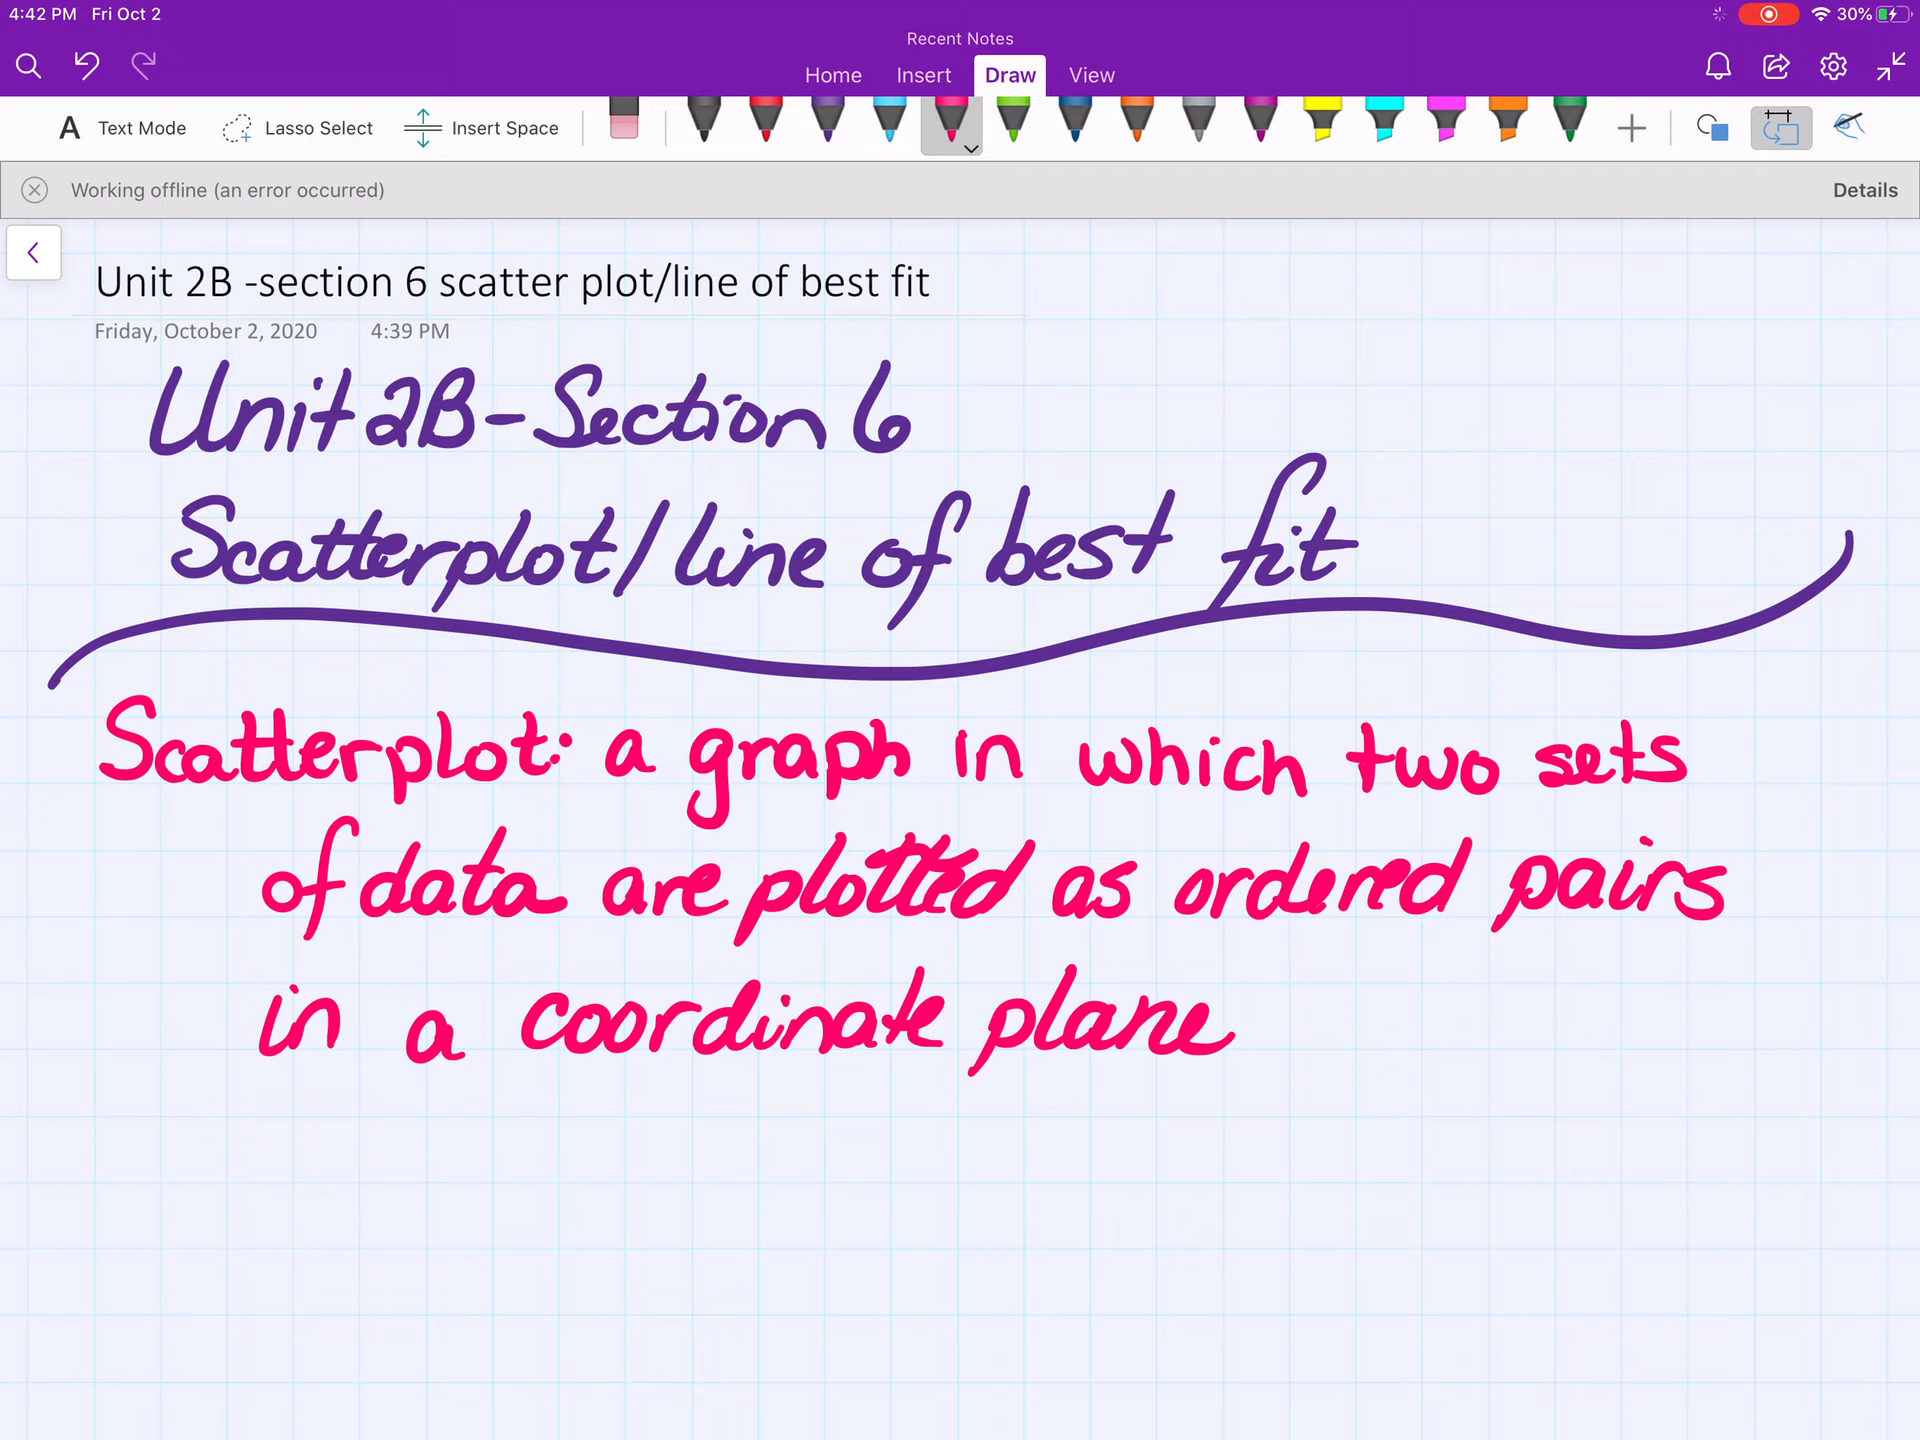 4:42 PM Fri Oct 2 30%
Recent Notes
Home Insert Draw View
A Text Mode Lasso Select Insert Space
Working offline (an error occurred) Details
Unit 2B -section 6 scatter plot/line of best fit
Friday, October 2, 2020 4:39 PM
Unit 2B - Section 6
Scatterplot/line of best fit
Scatterplot: a graph in which two sets
of data are plotted as ordered pairs
in a coordinate plane